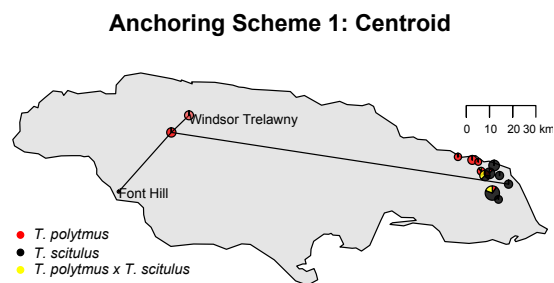 Anchoring Scheme 1: Centroid
Windsor Trelawny
0 10 20 30 km
Font Hill
T. polytmus
T. scitulus
T. polytmus x T. scitulus